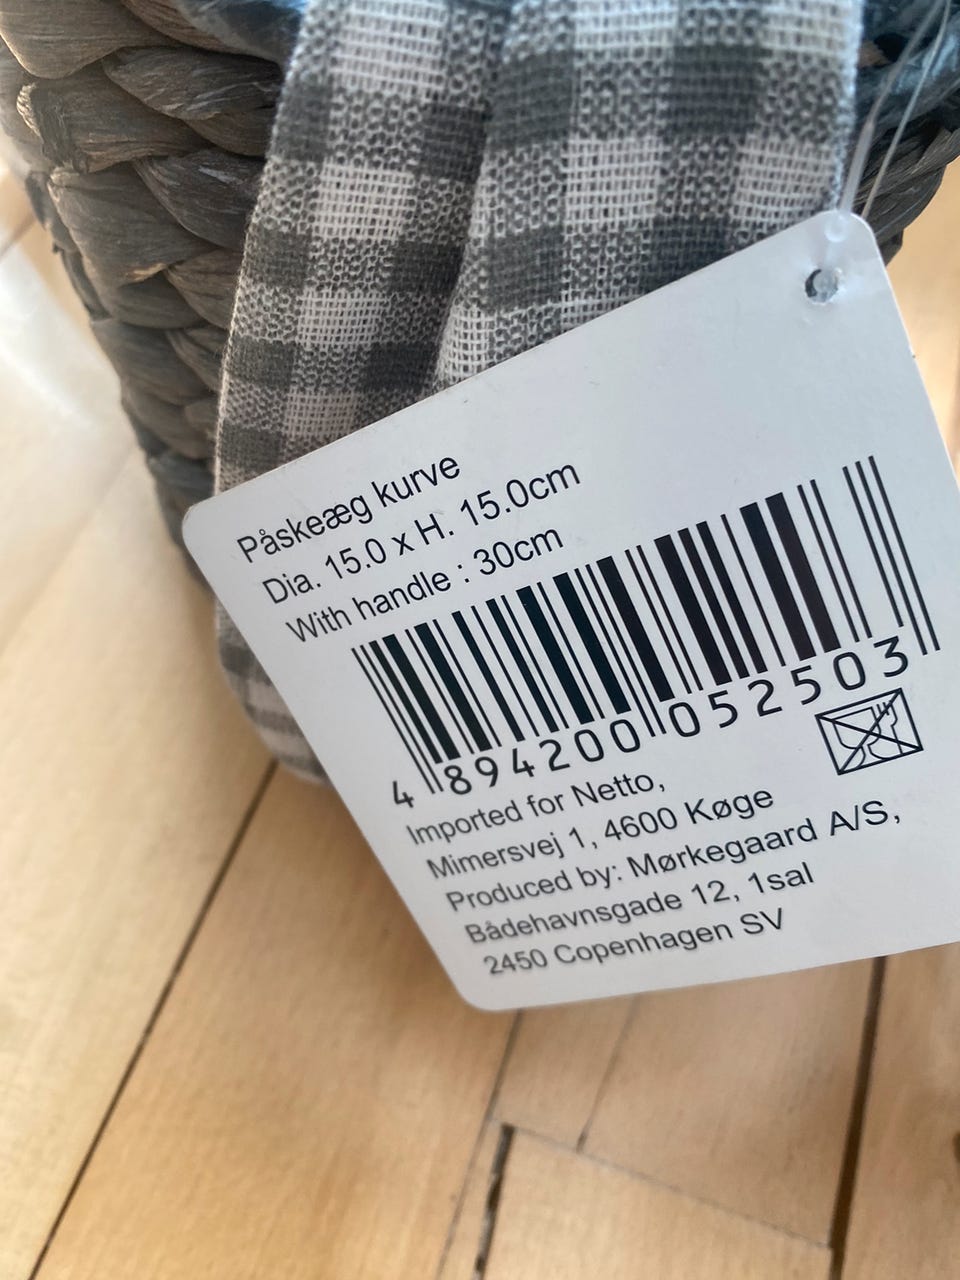 Påskeæg kurve
Dia. 15.0 x H. 15.0cm
With handle : 30cm
4 894200 052503
Imported for Netto,
Mimersvej 1, 4600 Køge
Produced by: Mørkegaard A/S,
Bådehavnsgade 12, 1sal
2450 Copenhagen SV